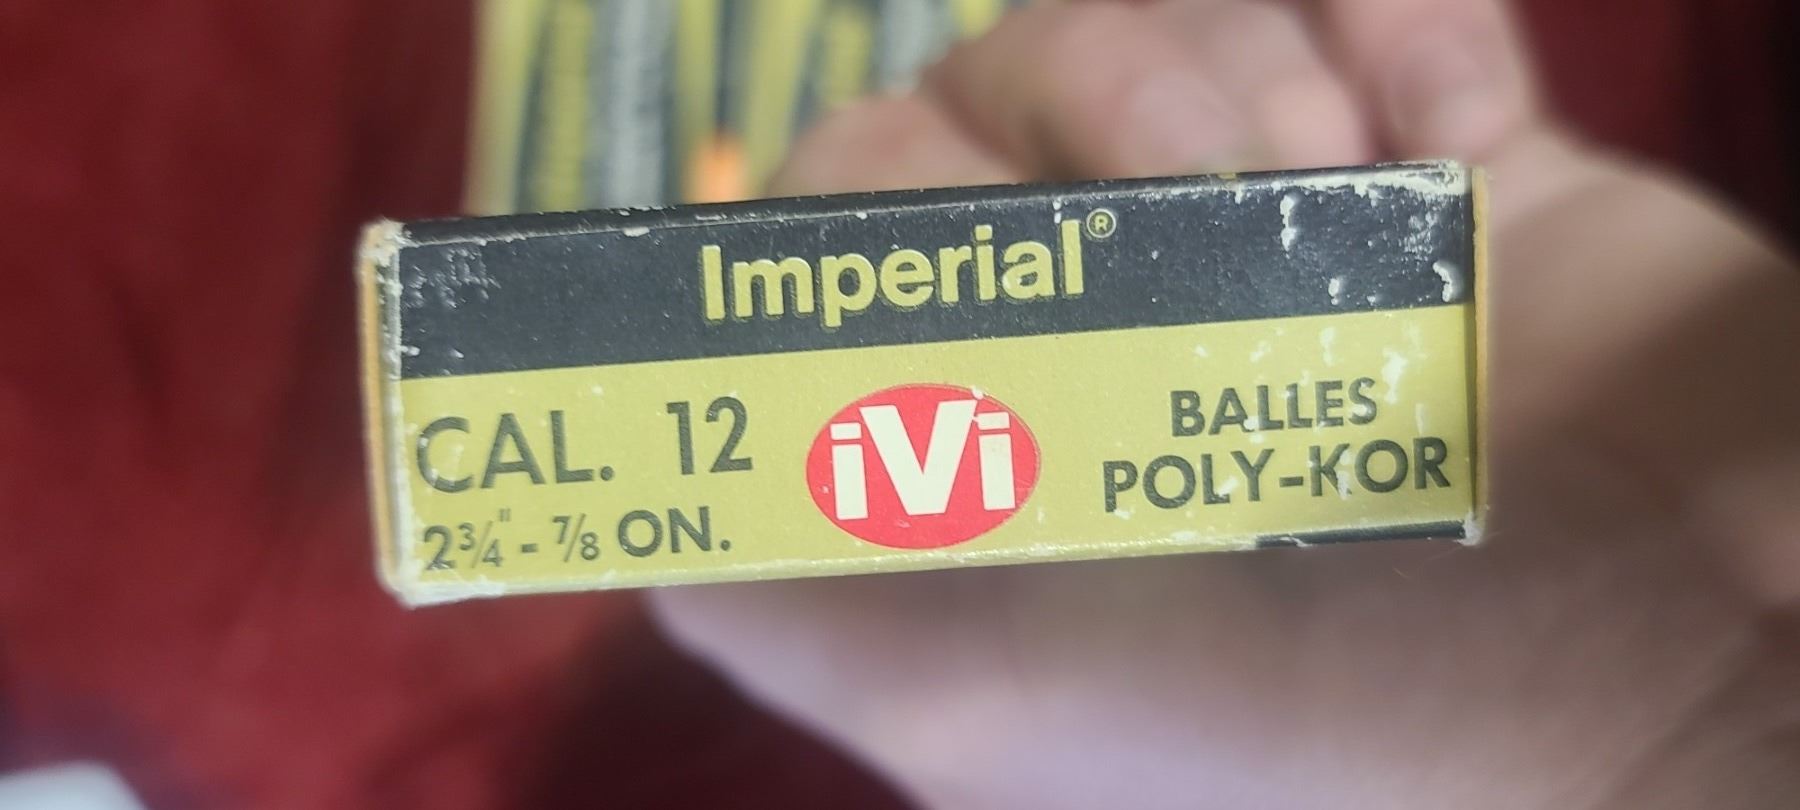 Imperial®
CAL. 12
2¾" - ⅞ ON.
iVi
BALLES
POLY-KOR